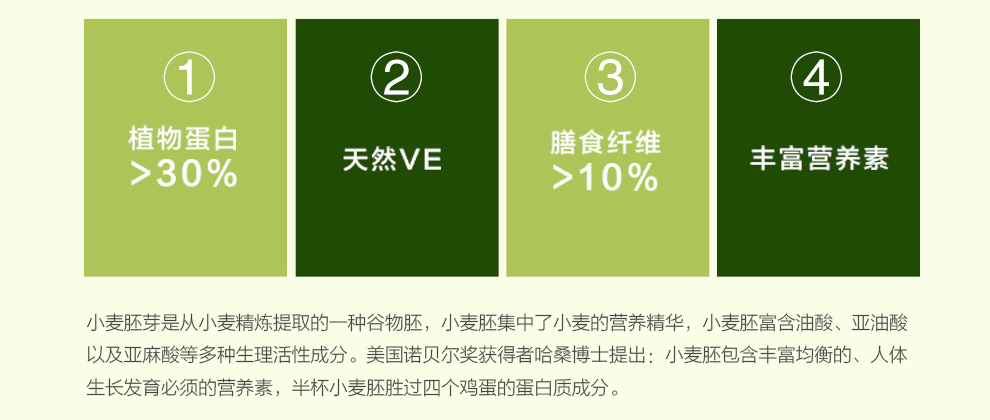 ①
植物蛋白
>30%
②
天然VE
③
膳食纤维
>10%
④
丰富营养素
小麦胚芽是从小麦精炼提取的一种谷物胚，小麦胚集中了小麦的营养精华，小麦胚富含油酸、亚油酸
以及亚麻酸等多种生理活性成分。美国诺贝尔奖获得者哈桑博士提出：小麦胚包含丰富均衡的、人体
生长发育必须的营养素，半杯小麦胚胜过四个鸡蛋的蛋白质成分。